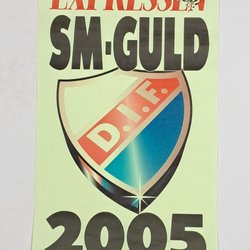 EXPRESSEN
SM-GULD
D.I.F.
2005